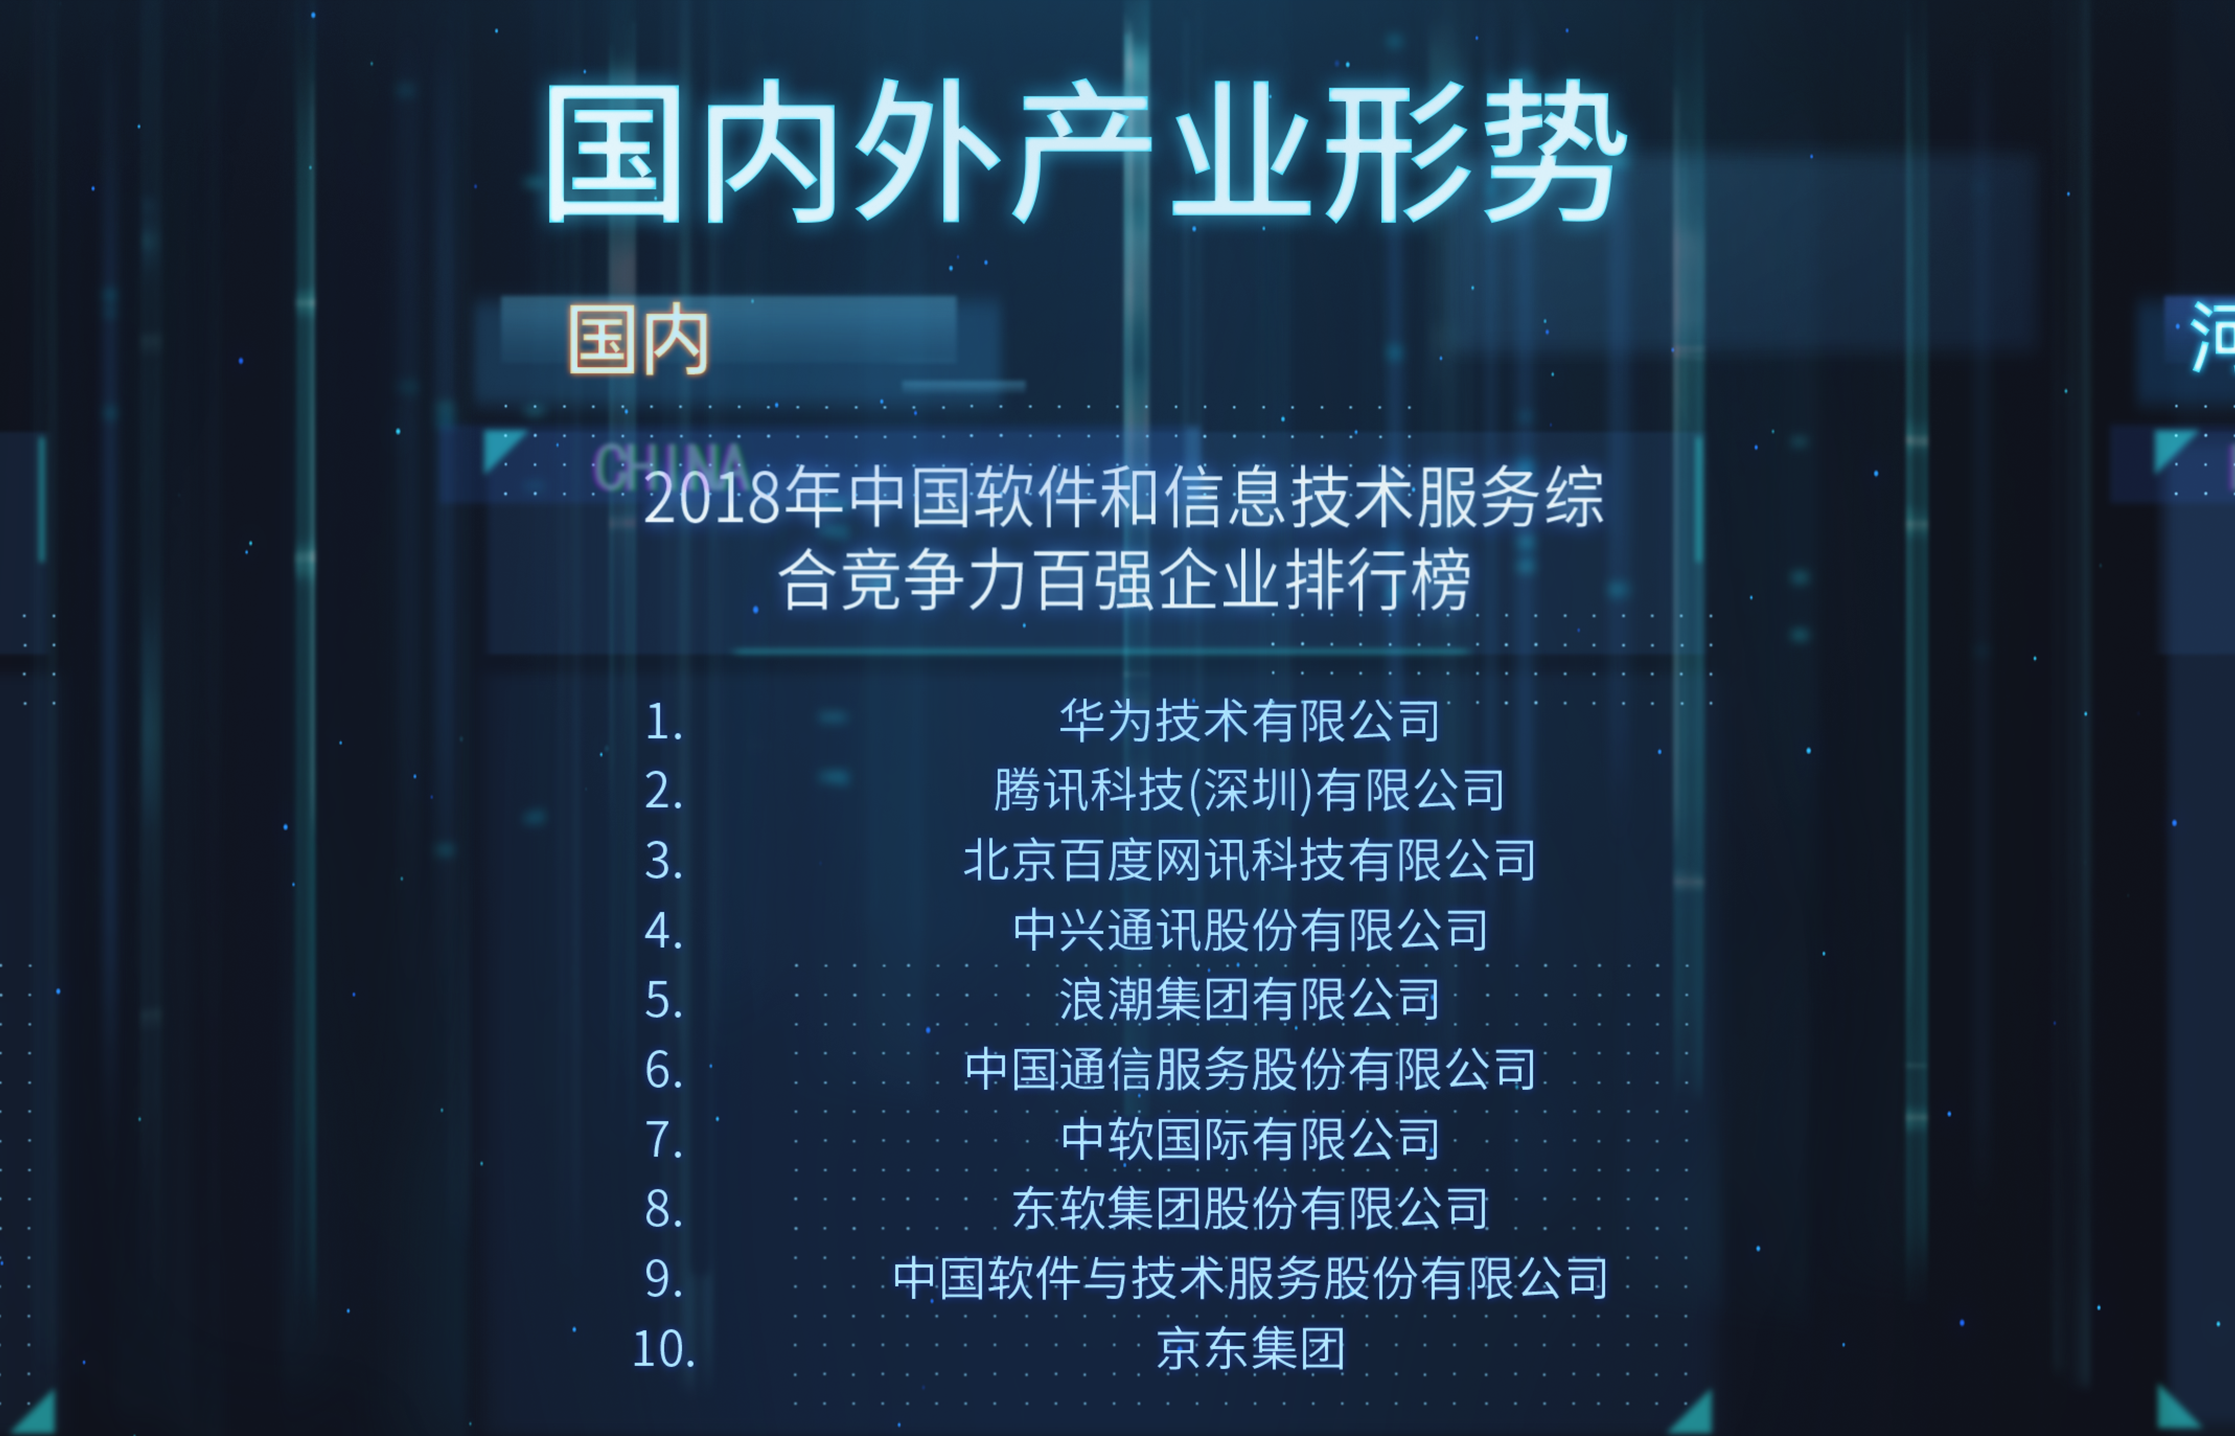 国内外产业形势
国内
CHINA
2018年中国软件和信息技术服务综
合竞争力百强企业排行榜
1. 华为技术有限公司
2. 腾讯科技(深圳)有限公司
3. 北京百度网讯科技有限公司
4. 中兴通讯股份有限公司
5. 浪潮集团有限公司
6. 中国通信服务股份有限公司
7. 中软国际有限公司
8. 东软集团股份有限公司
9. 中国软件与技术服务股份有限公司
10. 京东集团